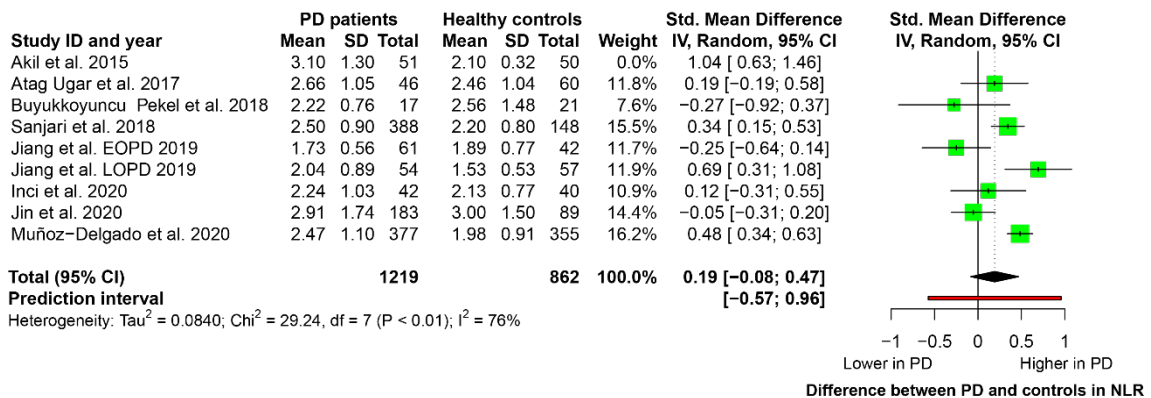 PD patients Healthy controls Std. Mean Difference Std. Mean Difference
Study ID and year Mean SD Total Mean SD Total Weight IV, Random, 95% CI IV, Random, 95% CI
Akil et al. 2015 3.10 1.30 51 2.10 0.32 50 0.0% 1.04 [ 0.63; 1.46]
Atag Ugar et al. 2017 2.66 1.05 46 2.46 1.04 60 11.8% 0.19 [−0.19; 0.58]
Buyukkoyuncu Pekel et al. 2018 2.22 0.76 17 2.56 1.48 21 7.6% −0.27 [−0.92; 0.37]
Sanjari et al. 2018 2.50 0.90 388 2.20 0.80 148 15.5% 0.34 [ 0.15; 0.53]
Jiang et al. EOPD 2019 1.73 0.56 61 1.89 0.77 42 11.7% −0.25 [−0.64; 0.14]
Jiang et al. LOPD 2019 2.04 0.89 54 1.53 0.53 57 11.9% 0.69 [ 0.31; 1.08]
Inci et al. 2020 2.24 1.03 42 2.13 0.77 40 10.9% 0.12 [−0.31; 0.55]
Jin et al. 2020 2.91 1.74 183 3.00 1.50 89 14.4% −0.05 [−0.31; 0.20]
Muñoz−Delgado et al. 2020 2.47 1.10 377 1.98 0.91 355 16.2% 0.48 [ 0.34; 0.63]
Total (95% CI) 1219 862 100.0% 0.19 [−0.08; 0.47]
Prediction interval [−0.57; 0.96]
Heterogeneity: Tau² = 0.0840; Chi² = 29.24, df = 7 (P < 0.01); I² = 76%
−1 −0.5 0 0.5 1
Lower in PD Higher in PD
Difference between PD and controls in NLR